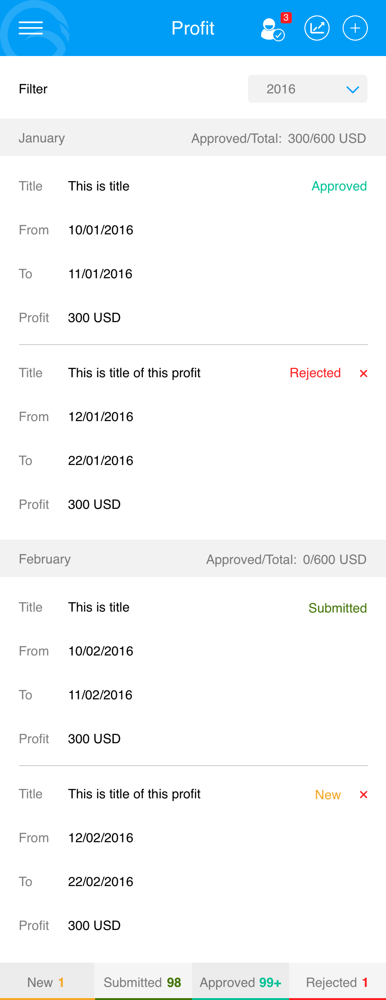 Profit
3
Filter
2016
January
Approved/Total: 300/600 USD
Title This is title Approved
From 10/01/2016
To 11/01/2016
Profit 300 USD
Title This is title of this profit Rejected
From 12/01/2016
To 22/01/2016
Profit 300 USD
February
Approved/Total: 0/600 USD
Title This is title Submitted
From 10/02/2016
To 11/02/2016
Profit 300 USD
Title This is title of this profit New
From 12/02/2016
To 22/02/2016
Profit 300 USD
New 1 Submitted 98 Approved 99+ Rejected 1